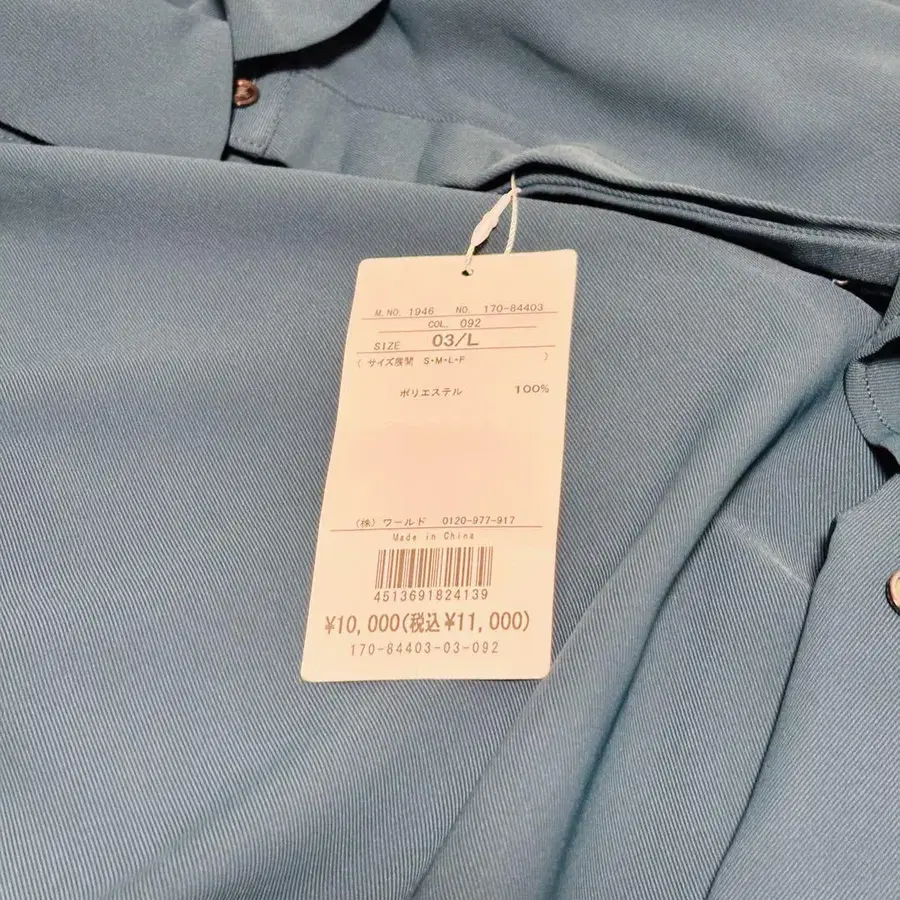 M.NO. 1946 NO. 170-84403
COL. 092
SIZE 03/L
( サイズ展開 S・M・L・F )
ポリエステル 100%
(株) ワールド 0120-977-917
Made in China
4513691824139
¥10,000(税込¥11,000)
170-84403-03-092